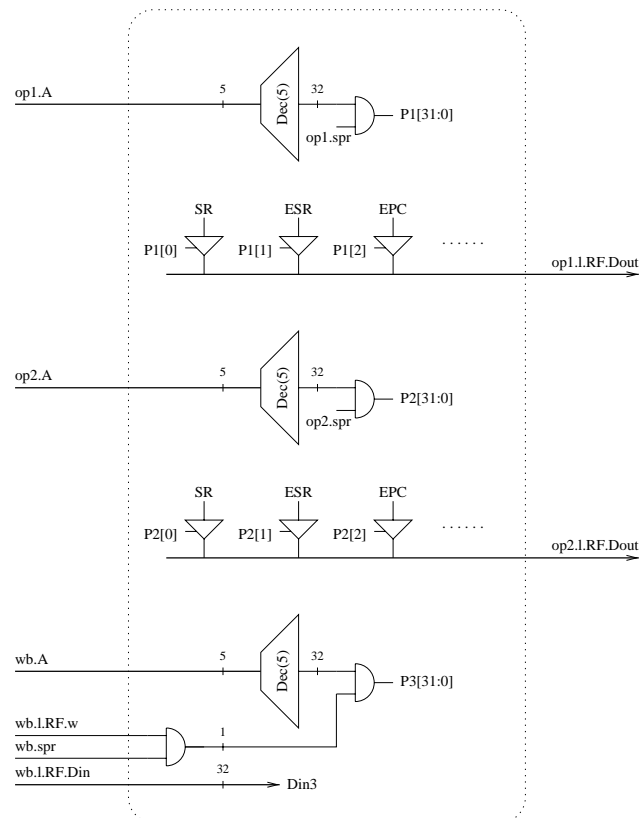 op1.A
5
Dec(5)
32
op1.spr
P1[31:0]
SR ESR EPC
P1[0] P1[1] P1[2] . . . . . .
op1.l.RF.Dout
op2.A
5
Dec(5)
32
op2.spr
P2[31:0]
SR ESR EPC
P2[0] P2[1] P2[2] . . . . . .
op2.l.RF.Dout
wb.A
5
Dec(5)
32
P3[31:0]
wb.l.RF.w
1
wb.spr
wb.l.RF.Din
32
Din3